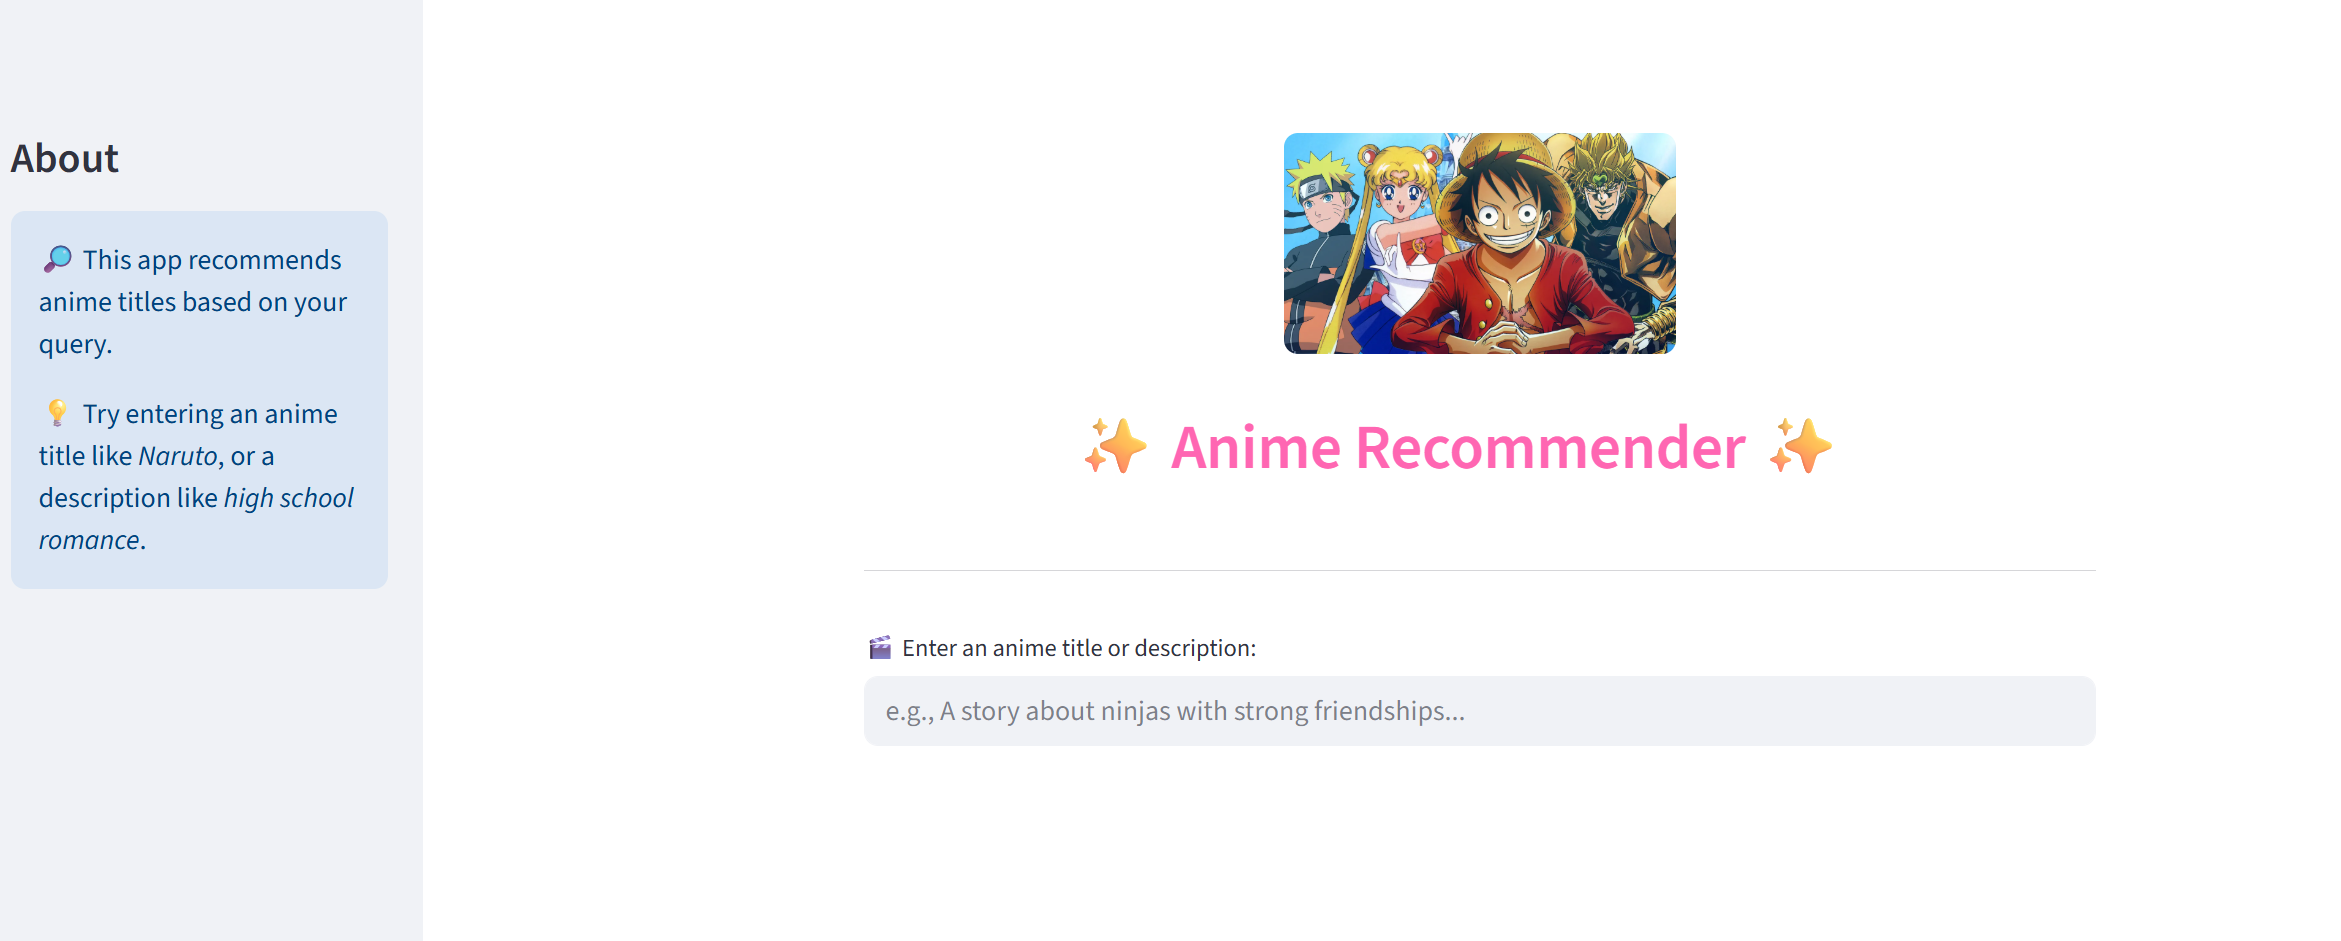 About
🔎 This app recommends
anime titles based on your
query.
💡 Try entering an anime
title like Naruto, or a
description like high school
romance.
✨ Anime Recommender ✨
🎬 Enter an anime title or description:
e.g., A story about ninjas with strong friendships...